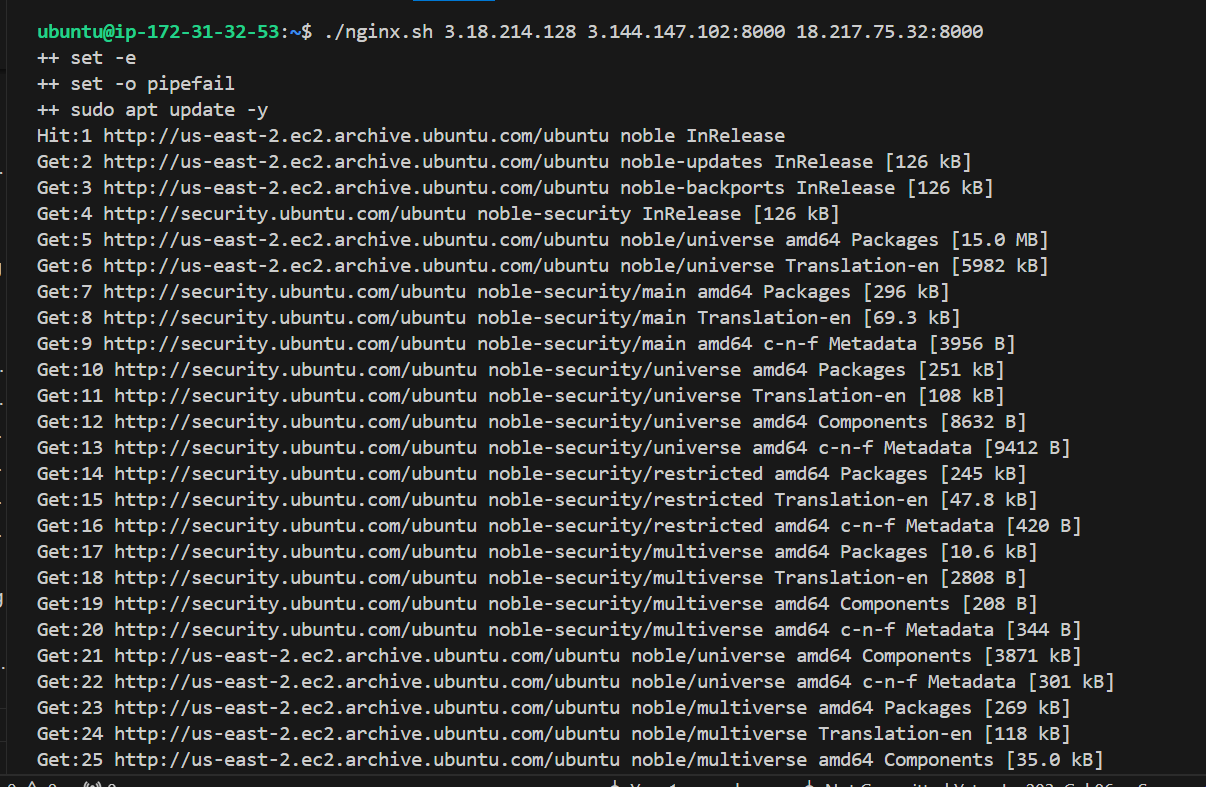 ubuntu@ip-172-31-32-53:~$ ./nginx.sh 3.18.214.128 3.144.147.102:8000 18.217.75.32:8000
++ set -e
++ set -o pipefail
++ sudo apt update -y
Hit:1 http://us-east-2.ec2.archive.ubuntu.com/ubuntu noble InRelease
Get:2 http://us-east-2.ec2.archive.ubuntu.com/ubuntu noble-updates InRelease [126 kB]
Get:3 http://us-east-2.ec2.archive.ubuntu.com/ubuntu noble-backports InRelease [126 kB]
Get:4 http://security.ubuntu.com/ubuntu noble-security InRelease [126 kB]
Get:5 http://us-east-2.ec2.archive.ubuntu.com/ubuntu noble/universe amd64 Packages [15.0 MB]
Get:6 http://us-east-2.ec2.archive.ubuntu.com/ubuntu noble/universe Translation-en [5982 kB]
Get:7 http://security.ubuntu.com/ubuntu noble-security/main amd64 Packages [296 kB]
Get:8 http://security.ubuntu.com/ubuntu noble-security/main Translation-en [69.3 kB]
Get:9 http://security.ubuntu.com/ubuntu noble-security/main amd64 c-n-f Metadata [3956 B]
Get:10 http://security.ubuntu.com/ubuntu noble-security/universe amd64 Packages [251 kB]
Get:11 http://security.ubuntu.com/ubuntu noble-security/universe Translation-en [108 kB]
Get:12 http://security.ubuntu.com/ubuntu noble-security/universe amd64 Components [8632 B]
Get:13 http://security.ubuntu.com/ubuntu noble-security/universe amd64 c-n-f Metadata [9412 B]
Get:14 http://security.ubuntu.com/ubuntu noble-security/restricted amd64 Packages [245 kB]
Get:15 http://security.ubuntu.com/ubuntu noble-security/restricted Translation-en [47.8 kB]
Get:16 http://security.ubuntu.com/ubuntu noble-security/restricted amd64 c-n-f Metadata [420 B]
Get:17 http://security.ubuntu.com/ubuntu noble-security/multiverse amd64 Packages [10.6 kB]
Get:18 http://security.ubuntu.com/ubuntu noble-security/multiverse Translation-en [2808 B]
Get:19 http://security.ubuntu.com/ubuntu noble-security/multiverse amd64 Components [208 B]
Get:20 http://security.ubuntu.com/ubuntu noble-security/multiverse amd64 c-n-f Metadata [344 B]
Get:21 http://us-east-2.ec2.archive.ubuntu.com/ubuntu noble/universe amd64 Components [3871 kB]
Get:22 http://us-east-2.ec2.archive.ubuntu.com/ubuntu noble/universe amd64 c-n-f Metadata [301 kB]
Get:23 http://us-east-2.ec2.archive.ubuntu.com/ubuntu noble/multiverse amd64 Packages [269 kB]
Get:24 http://us-east-2.ec2.archive.ubuntu.com/ubuntu noble/multiverse Translation-en [118 kB]
Get:25 http://us-east-2.ec2.archive.ubuntu.com/ubuntu noble/multiverse amd64 Components [35.0 kB]